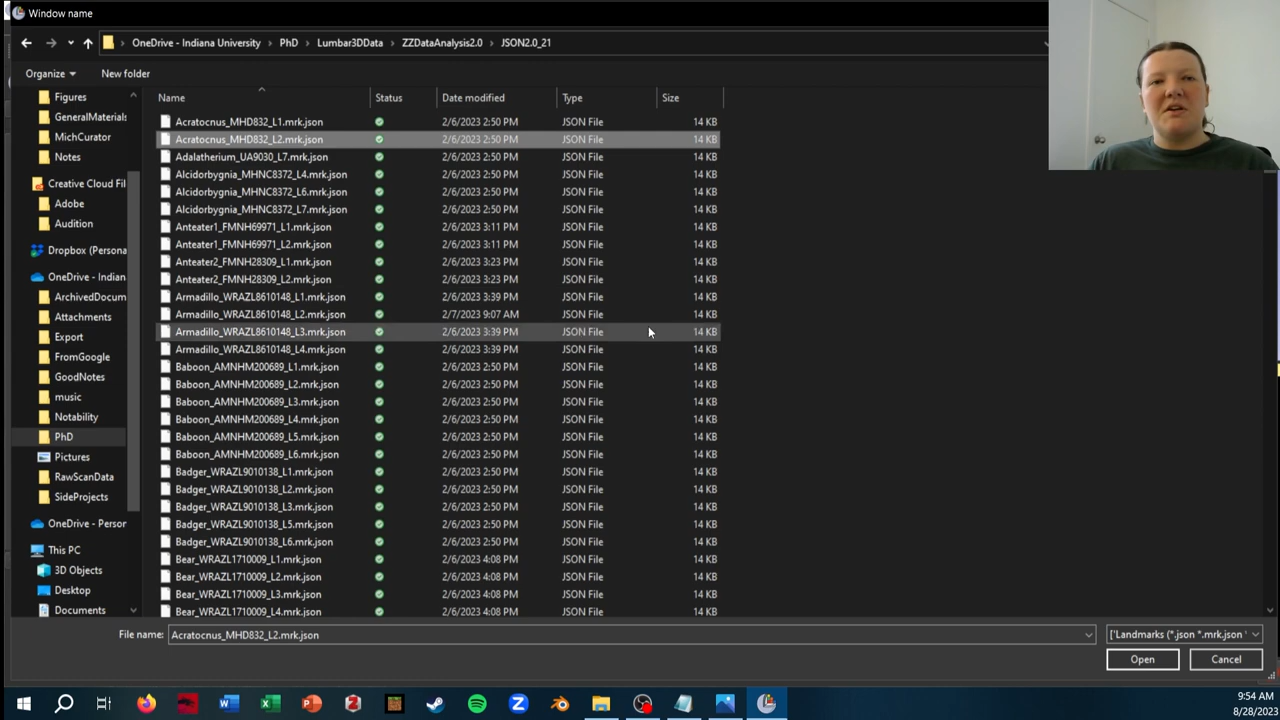 Window name
OneDrive - Indiana University > PhD > Lumbar3DData > ZZDataAnalysis2.0 > JSON2.0_21
Organize
New folder
Name Status Date modified Type Size
Figures
GeneralMaterials
MichCurator
Notes
Creative Cloud Fil
Adobe
Audition
Dropbox (Persona
OneDrive - Indian
ArchivedDocum
Attachments
Export
FromGoogle
GoodNotes
music
Notability
PhD
Pictures
RawScanData
SideProjects
OneDrive - Person
This PC
3D Objects
Desktop
Documents
Acratocnus_MHD832_L1.mrk.json 2/6/2023 2:50 PM JSON File 14 KB
Acratocnus_MHD832_L2.mrk.json 2/6/2023 2:50 PM JSON File 14 KB
Adalatherium_UA9030_L7.mrk.json 2/6/2023 2:50 PM JSON File 14 KB
Alcidorbygnia_MHNC8372_L4.mrk.json 2/6/2023 2:50 PM JSON File 14 KB
Alcidorbygnia_MHNC8372_L6.mrk.json 2/6/2023 2:50 PM JSON File 14 KB
Alcidorbygnia_MHNC8372_L7.mrk.json 2/6/2023 2:50 PM JSON File 14 KB
Anteater1_FMNH69971_L1.mrk.json 2/6/2023 3:11 PM JSON File 14 KB
Anteater1_FMNH69971_L2.mrk.json 2/6/2023 3:11 PM JSON File 14 KB
Anteater2_FMNH28309_L1.mrk.json 2/6/2023 3:23 PM JSON File 14 KB
Anteater2_FMNH28309_L2.mrk.json 2/6/2023 3:23 PM JSON File 14 KB
Armadillo_WRAZL8610148_L1.mrk.json 2/6/2023 3:39 PM JSON File 14 KB
Armadillo_WRAZL8610148_L2.mrk.json 2/7/2023 9:07 AM JSON File 14 KB
Armadillo_WRAZL8610148_L3.mrk.json 2/6/2023 3:39 PM JSON File 14 KB
Armadillo_WRAZL8610148_L4.mrk.json 2/6/2023 3:39 PM JSON File 14 KB
Baboon_AMNHM200689_L1.mrk.json 2/6/2023 2:50 PM JSON File 14 KB
Baboon_AMNHM200689_L2.mrk.json 2/6/2023 2:50 PM JSON File 14 KB
Baboon_AMNHM200689_L3.mrk.json 2/6/2023 2:50 PM JSON File 14 KB
Baboon_AMNHM200689_L4.mrk.json 2/6/2023 2:50 PM JSON File 14 KB
Baboon_AMNHM200689_L5.mrk.json 2/6/2023 2:50 PM JSON File 14 KB
Baboon_AMNHM200689_L6.mrk.json 2/6/2023 2:50 PM JSON File 14 KB
Badger_WRAZL9010138_L1.mrk.json 2/6/2023 2:50 PM JSON File 14 KB
Badger_WRAZL9010138_L2.mrk.json 2/6/2023 2:50 PM JSON File 14 KB
Badger_WRAZL9010138_L3.mrk.json 2/6/2023 2:50 PM JSON File 14 KB
Badger_WRAZL9010138_L5.mrk.json 2/6/2023 2:50 PM JSON File 14 KB
Badger_WRAZL9010138_L6.mrk.json 2/6/2023 2:50 PM JSON File 14 KB
Bear_WRAZL1710009_L1.mrk.json 2/6/2023 4:08 PM JSON File 14 KB
Bear_WRAZL1710009_L2.mrk.json 2/6/2023 4:08 PM JSON File 14 KB
Bear_WRAZL1710009_L3.mrk.json 2/6/2023 4:08 PM JSON File 14 KB
Bear_WRAZL1710009_L4.mrk.json 2/6/2023 4:08 PM JSON File 14 KB
File name: Acratocnus_MHD832_L2.mrk.json
['Landmarks (*.json *.mrk.json '
Open
Cancel
9:54 AM
8/28/2023